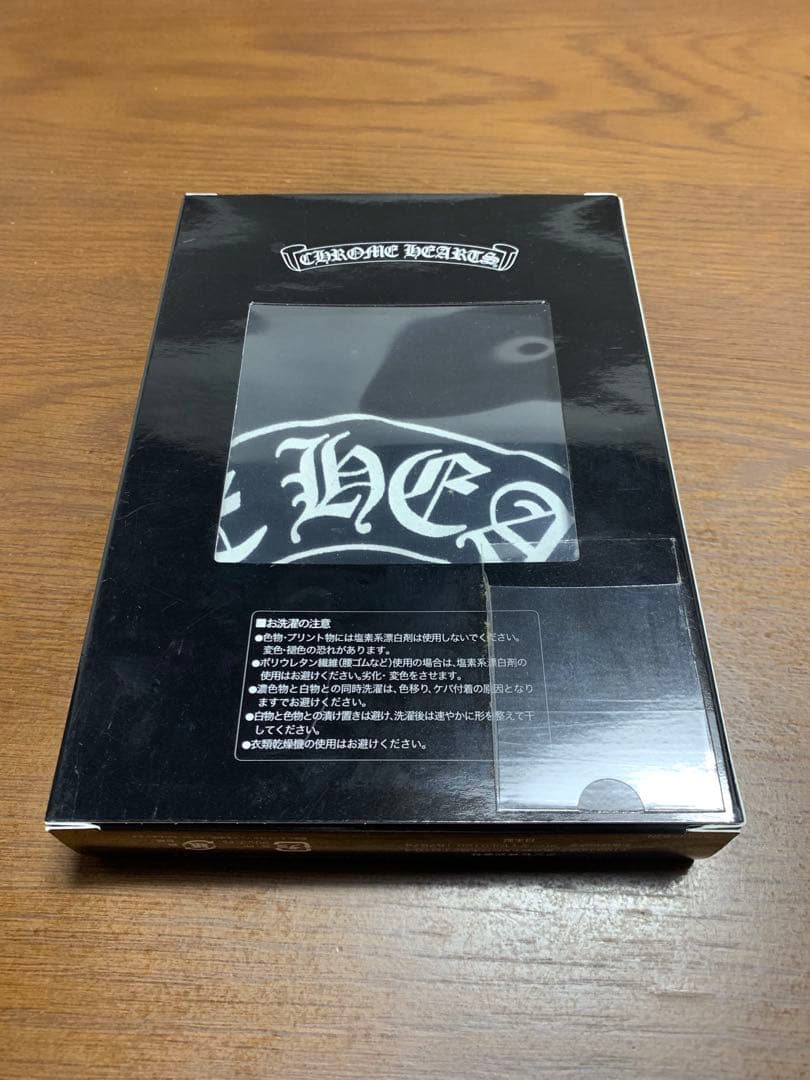 CHROME HEARTS
HE
■お洗濯の注意
●色物・プリント物には塩素系漂白剤は使用しないでください。
変色・褪色の恐れがあります。
●ポリウレタン繊維(腰ゴムなど)使用の場合は、塩素系漂白剤の
使用はお避けください。劣化・変色をさせます。
●濃色物と白物との同時洗濯は、色移り、ケバ付着の原因となり
ますでお避けください。
●白物と色物との漬け置きは避け、洗濯後は速やかに形を整えて干
してください。
●衣類乾燥機の使用はお避けください。